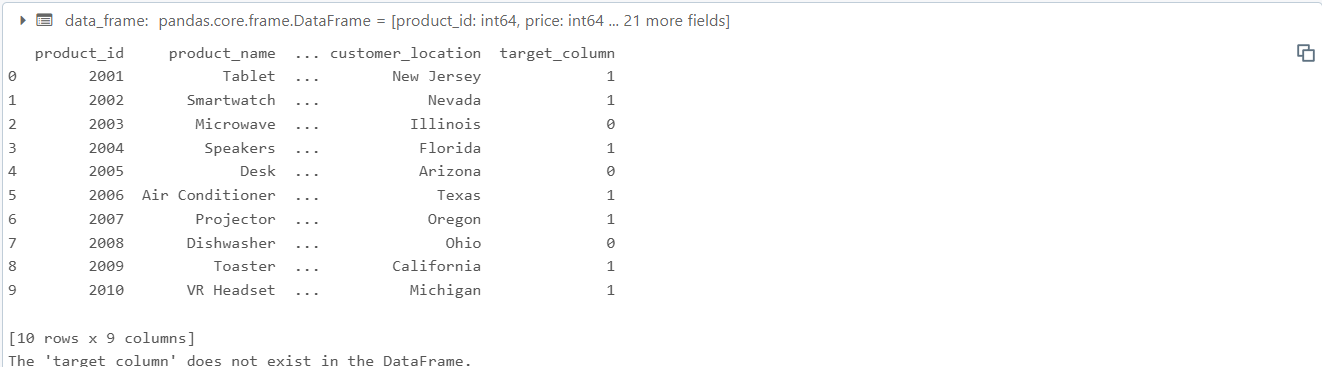 data_frame: pandas.core.frame.DataFrame = [product_id: int64, price: int64 ... 21 more fields]
product_id product_name ... customer_location target_column
0 2001 Tablet ... New Jersey 1
1 2002 Smartwatch ... Nevada 1
2 2003 Microwave ... Illinois 0
3 2004 Speakers ... Florida 1
4 2005 Desk ... Arizona 0
5 2006 Air Conditioner ... Texas 1
6 2007 Projector ... Oregon 1
7 2008 Dishwasher ... Ohio 0
8 2009 Toaster ... California 1
9 2010 VR Headset ... Michigan 1
[10 rows x 9 columns]
The 'target_column' does not exist in the DataFrame.